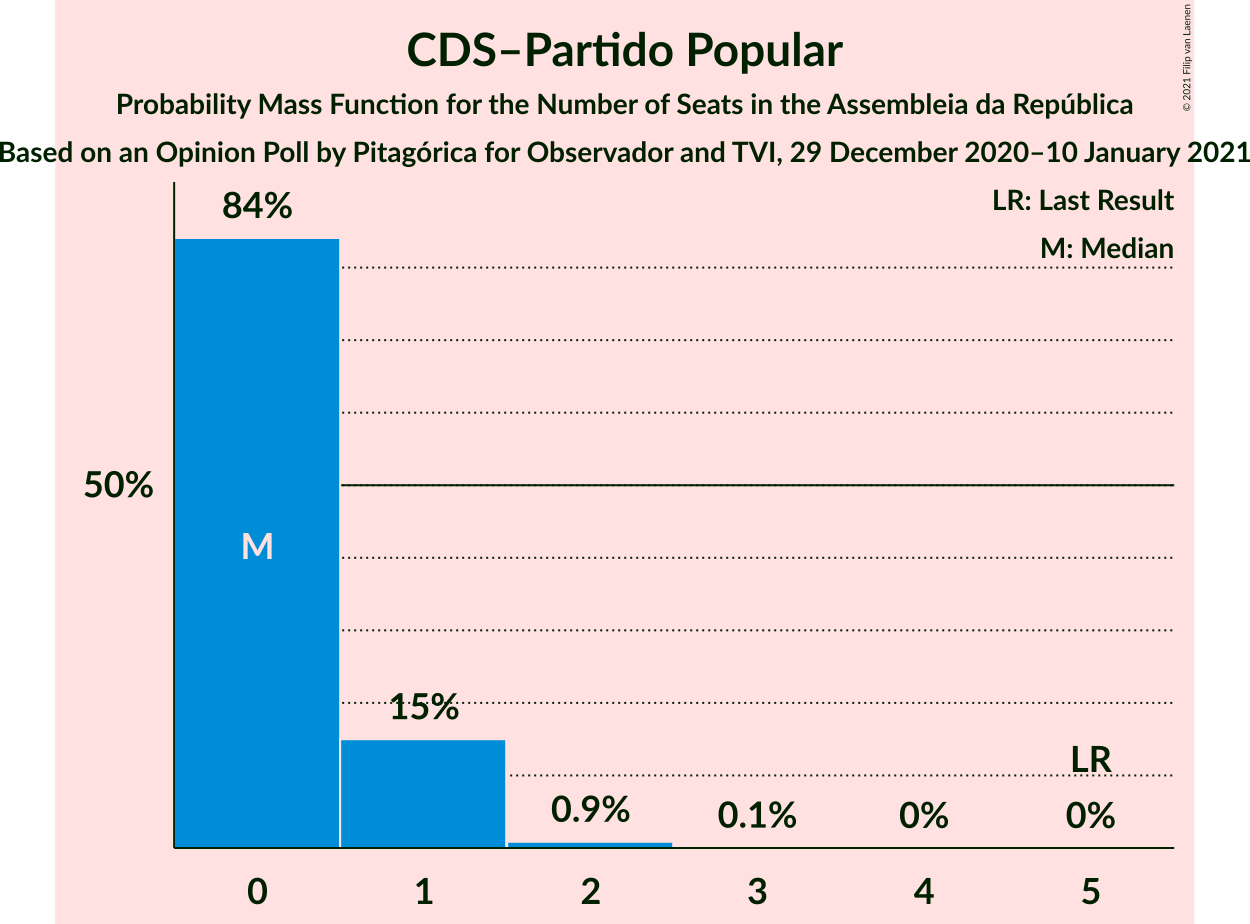 CDS–Partido Popular
Probability Mass Function for the Number of Seats in the Assembleia da República
Based on an Opinion Poll by Pitagórica for Observador and TVI, 29 December 2020–10 January 2021
© 2021 Filip van Laenen
LR: Last Result
M: Median
84%
50%
M
15%
LR
0.9%
0.1%
0%
0%
0 1 2 3 4 5